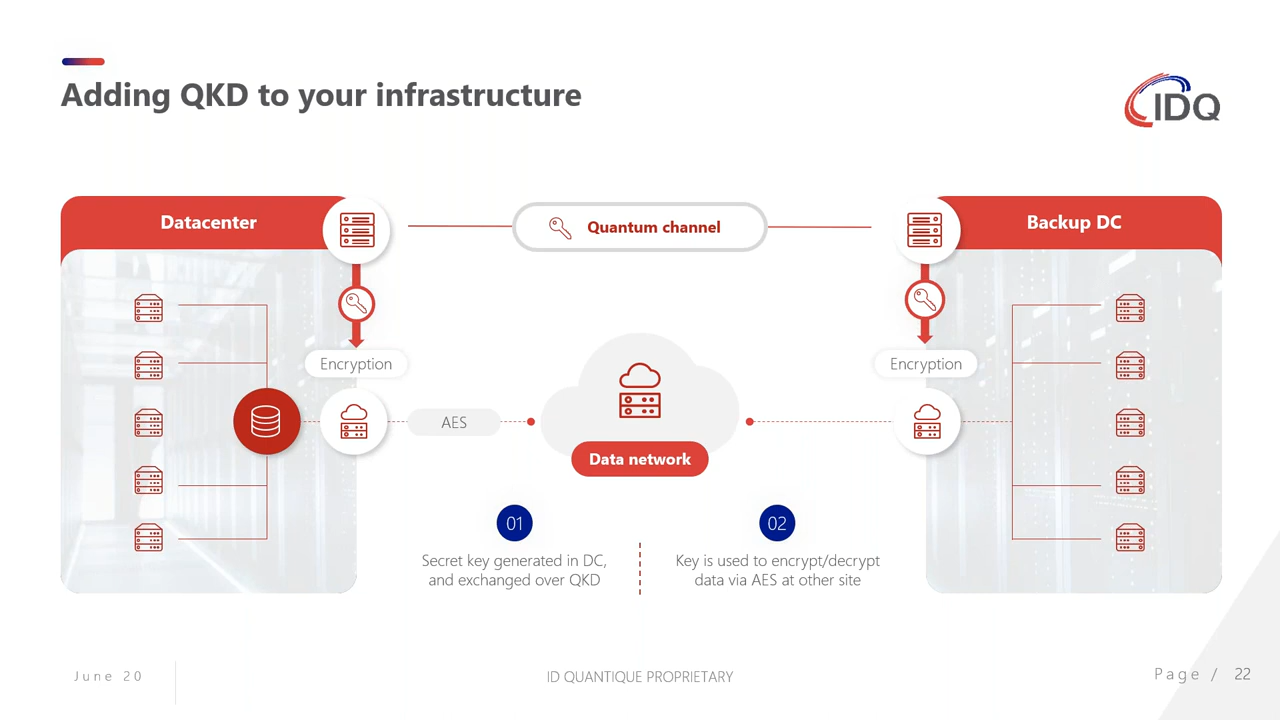 Adding QKD to your infrastructure
IDQ
Datacenter
Quantum channel
Backup DC
Encryption
Encryption
AES
Data network
01
Secret key generated in DC,
and exchanged over QKD
02
Key is used to encrypt/decrypt
data via AES at other site
June 20
ID QUANTIQUE PROPRIETARY
Page / 22